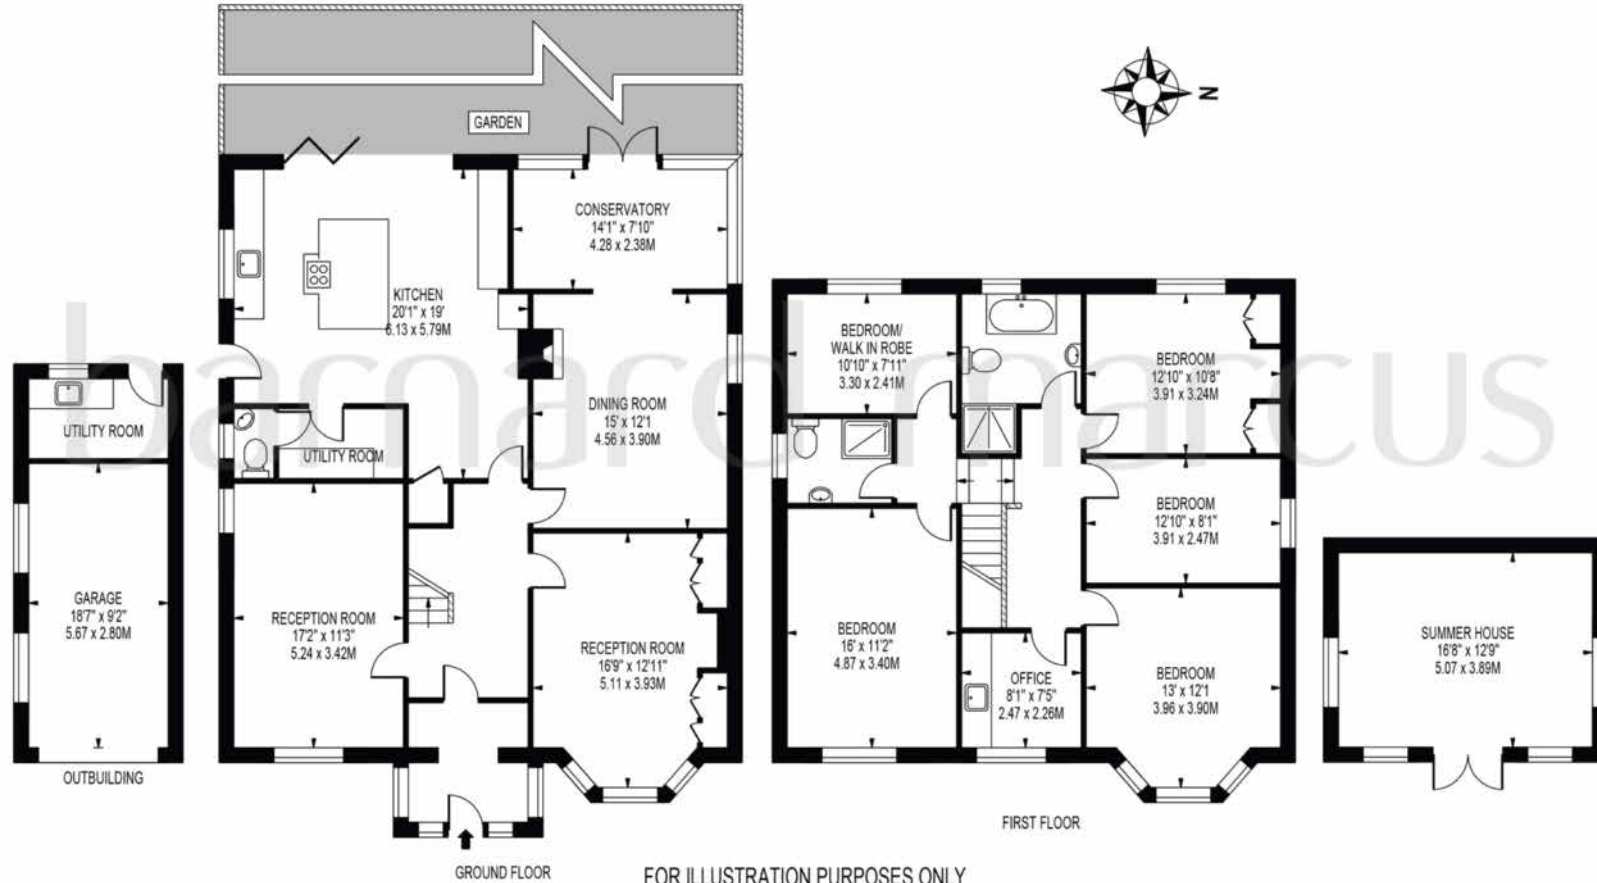 GARDEN
N
CONSERVATORY
14'1" x 7'10"
4.28 x 2.38M
KITCHEN
20'1" x 19'
6.13 x 5.79M
DINING ROOM
15' x 12'1
4.56 x 3.90M
UTILITY ROOM
UTILITY ROOM
GARAGE
18'7" x 9'2"
5.67 x 2.80M
OUTBUILDING
RECEPTION ROOM
17'2" x 11'3"
5.24 x 3.42M
RECEPTION ROOM
16'9" x 12'11"
5.11 x 3.93M
GROUND FLOOR
BEDROOM/
WALK IN ROBE
10'10" x 7'11"
3.30 x 2.41M
BEDROOM
12'10" x 10'8"
3.91 x 3.24M
BEDROOM
12'10" x 8'1"
3.91 x 2.47M
BEDROOM
16' x 11'2"
4.87 x 3.40M
OFFICE
8'1" x 7'5"
2.47 x 2.26M
BEDROOM
13' x 12'1
3.96 x 3.90M
FIRST FLOOR
SUMMER HOUSE
16'8" x 12'9"
5.07 x 3.89M
barnard marcus
FOR ILLUSTRATION PURPOSES ONLY